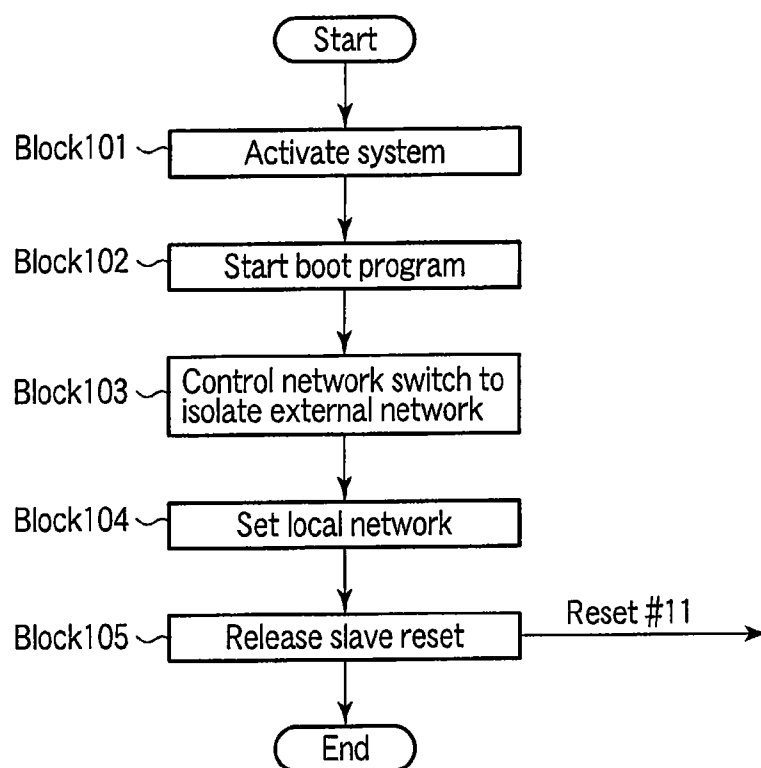 Start
Block101
Activate system
Block102
Start boot program
Block103
Control network switch to
isolate external network
Block104
Set local network
Block105
Release slave reset
Reset #11
End